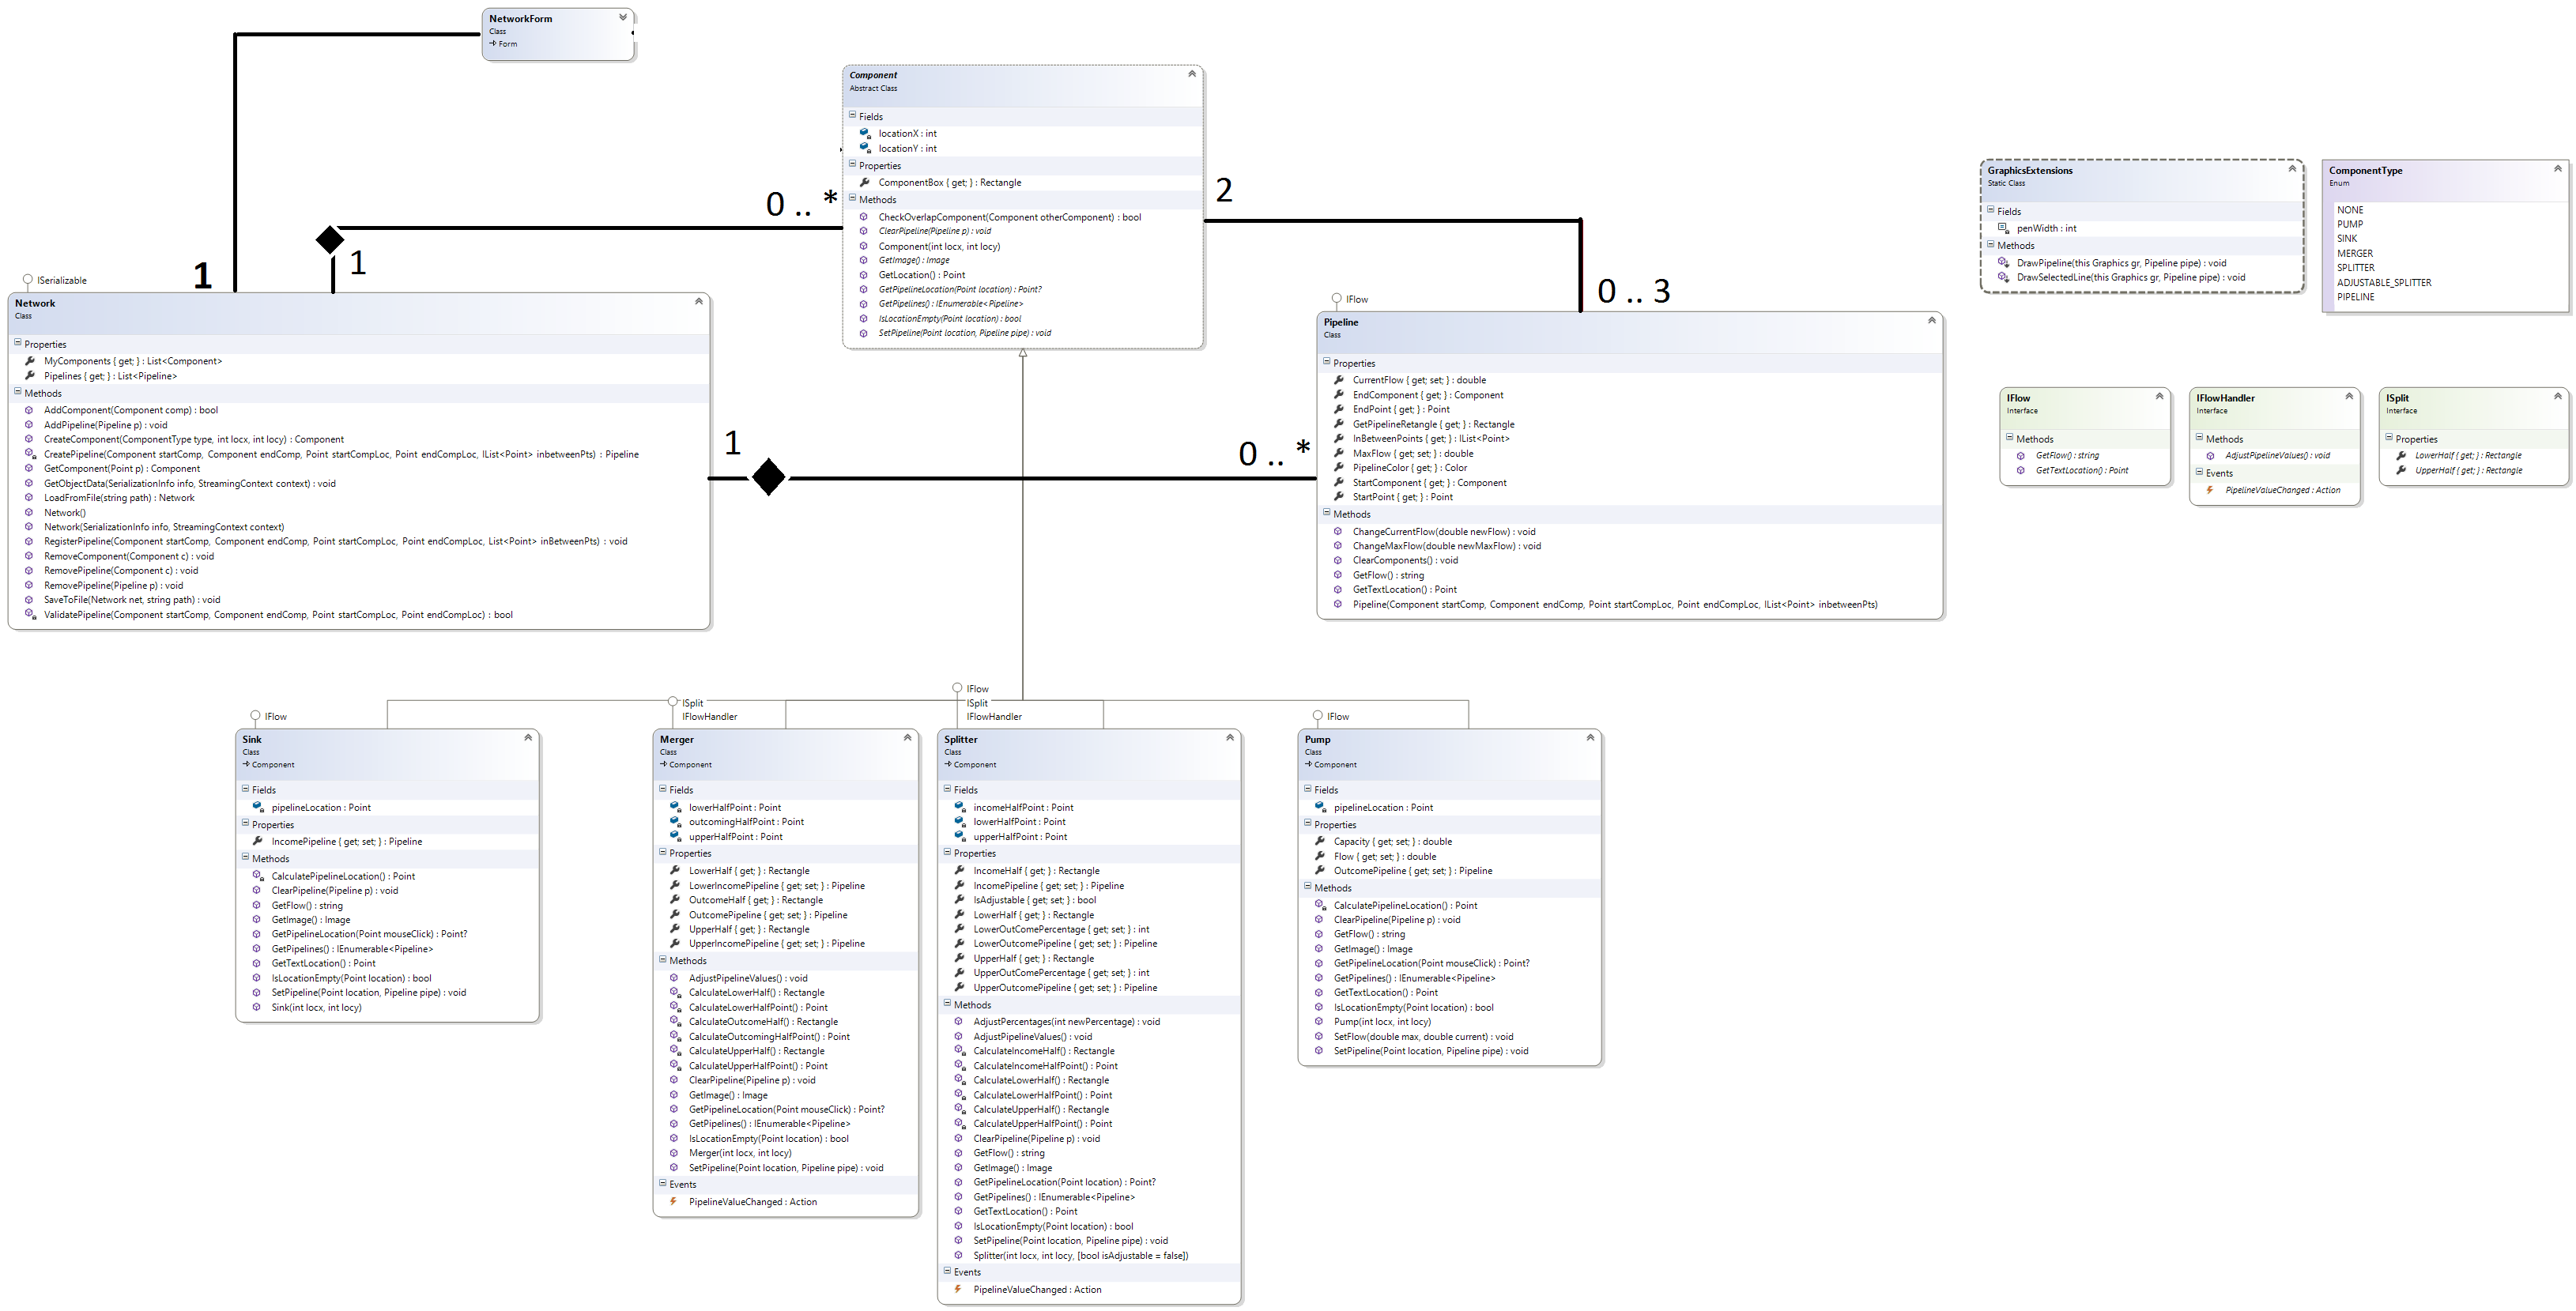 NetworkForm
Class
Form
1
ISerializable
Network
Class
Properties
MyComponents { get; } : List<Component>
Pipelines { get; } : List<Pipeline>
Methods
AddComponent(Component comp) : bool
AddPipeline(Pipeline p) : void
CreateComponent(ComponentType type, int locx, int locy) : Component
CreatePipeline(Component startComp, Component endComp, Point startCompLoc, Point endCompLoc, IList<Point> inbetweenPts) : Pipeline
GetComponent(Point p) : Component
GetObjectData(SerializationInfo info, StreamingContext context) : void
LoadFromFile(string path) : Network
Network()
Network(SerializationInfo info, StreamingContext context)
RegisterPipeline(Component startComp, Component endComp, Point startCompLoc, Point endCompLoc, List<Point> inBetweenPts) : void
RemoveComponent(Component c) : void
RemovePipeline(Component c) : void
RemovePipeline(Pipeline p) : void
SaveToFile(Network net, string path) : void
ValidatePipeline(Component startComp, Component endComp, Point startCompLoc, Point endCompLoc) : bool
1
0 .. *
Component
Abstract Class
Fields
locationX : int
locationY : int
Properties
ComponentBox { get; } : Rectangle
Methods
CheckOverlapComponent(Component otherComponent) : bool
ClearPipeline(Pipeline p) : void
Component(int locx, int locy)
GetImage() : Image
GetLocation() : Point
GetPipelineLocation(Point location) : Point?
GetPipelines() : IEnumerable<Pipeline>
IsLocationEmpty(Point location) : bool
SetPipeline(Point location, Pipeline pipe) : void
2
0 .. 3
1
0 .. *
IFlow
Pipeline
Class
Properties
CurrentFlow { get; set; } : double
EndComponent { get; } : Component
EndPoint { get; } : Point
GetPipelineRetangle { get; } : Rectangle
InBetweenPoints { get; } : IList<Point>
MaxFlow { get; set; } : double
PipelineColor { get; } : Color
StartComponent { get; } : Component
StartPoint { get; } : Point
Methods
ChangeCurrentFlow(double newFlow) : void
ChangeMaxFlow(double newMaxFlow) : void
ClearComponents() : void
GetFlow() : string
GetTextLocation() : Point
Pipeline(Component startComp, Component endComp, Point startCompLoc, Point endCompLoc, IList<Point> inbetweenPts)
GraphicsExtensions
Static Class
Fields
penWidth : int
Methods
DrawPipeline(this Graphics gr, Pipeline pipe) : void
DrawSelectedLine(this Graphics gr, Pipeline pipe) : void
ComponentType
Enum
NONE
PUMP
SINK
MERGER
SPLITTER
ADJUSTABLE_SPLITTER
PIPELINE
IFlow
Interface
Methods
GetFlow() : string
GetTextLocation() : Point
IFlowHandler
Interface
Methods
AdjustPipelineValues() : void
Events
PipelineValueChanged : Action
ISplit
Interface
Properties
LowerHalf { get; } : Rectangle
UpperHalf { get; } : Rectangle
IFlow
Sink
Class
Component
Fields
pipelineLocation : Point
Properties
IncomePipeline { get; set; } : Pipeline
Methods
CalculatePipelineLocation() : Point
ClearPipeline(Pipeline p) : void
GetFlow() : string
GetImage() : Image
GetPipelineLocation(Point mouseClick) : Point?
GetPipelines() : IEnumerable<Pipeline>
GetTextLocation() : Point
IsLocationEmpty(Point location) : bool
SetPipeline(Point location, Pipeline pipe) : void
Sink(int locx, int locy)
ISplit
IFlowHandler
Merger
Class
Component
Fields
lowerHalfPoint : Point
outcomingHalfPoint : Point
upperHalfPoint : Point
Properties
LowerHalf { get; } : Rectangle
LowerIncomePipeline { get; set; } : Pipeline
OutcomeHalf { get; } : Rectangle
OutcomePipeline { get; set; } : Pipeline
UpperHalf { get; } : Rectangle
UpperIncomePipeline { get; set; } : Pipeline
Methods
AdjustPipelineValues() : void
CalculateLowerHalf() : Rectangle
CalculateLowerHalfPoint() : Point
CalculateOutcomeHalf() : Rectangle
CalculateOutcomingHalfPoint() : Point
CalculateUpperHalf() : Rectangle
CalculateUpperHalfPoint() : Point
ClearPipeline(Pipeline p) : void
GetImage() : Image
GetPipelineLocation(Point mouseClick) : Point?
GetPipelines() : IEnumerable<Pipeline>
IsLocationEmpty(Point location) : bool
Merger(int locx, int locy)
SetPipeline(Point location, Pipeline pipe) : void
Events
PipelineValueChanged : Action
IFlow
ISplit
IFlowHandler
Splitter
Class
Component
Fields
incomeHalfPoint : Point
lowerHalfPoint : Point
upperHalfPoint : Point
Properties
IncomeHalf { get; } : Rectangle
IncomePipeline { get; set; } : Pipeline
IsAdjustable { get; set; } : bool
LowerHalf { get; } : Rectangle
LowerOutComePercentage { get; set; } : int
LowerOutcomePipeline { get; set; } : Pipeline
UpperHalf { get; } : Rectangle
UpperOutComePercentage { get; set; } : int
UpperOutcomePipeline { get; set; } : Pipeline
Methods
AdjustPercentages(int newPercentage) : void
AdjustPipelineValues() : void
CalculateIncomeHalf() : Rectangle
CalculateIncomeHalfPoint() : Point
CalculateLowerHalf() : Rectangle
CalculateLowerHalfPoint() : Point
CalculateUpperHalf() : Rectangle
CalculateUpperHalfPoint() : Point
ClearPipeline(Pipeline p) : void
GetFlow() : string
GetImage() : Image
GetPipelineLocation(Point location) : Point?
GetPipelines() : IEnumerable<Pipeline>
GetTextLocation() : Point
IsLocationEmpty(Point location) : bool
SetPipeline(Point location, Pipeline pipe) : void
Splitter(int locx, int locy, [bool isAdjustable = false])
Events
PipelineValueChanged : Action
IFlow
Pump
Class
Component
Fields
pipelineLocation : Point
Properties
Capacity { get; set; } : double
Flow { get; set; } : double
OutcomePipeline { get; set; } : Pipeline
Methods
CalculatePipelineLocation() : Point
ClearPipeline(Pipeline p) : void
GetFlow() : string
GetImage() : Image
GetPipelineLocation(Point mouseClick) : Point?
GetPipelines() : IEnumerable<Pipeline>
GetTextLocation() : Point
IsLocationEmpty(Point location) : bool
Pump(int locx, int locy)
SetFlow(double max, double current) : void
SetPipeline(Point location, Pipeline pipe) : void